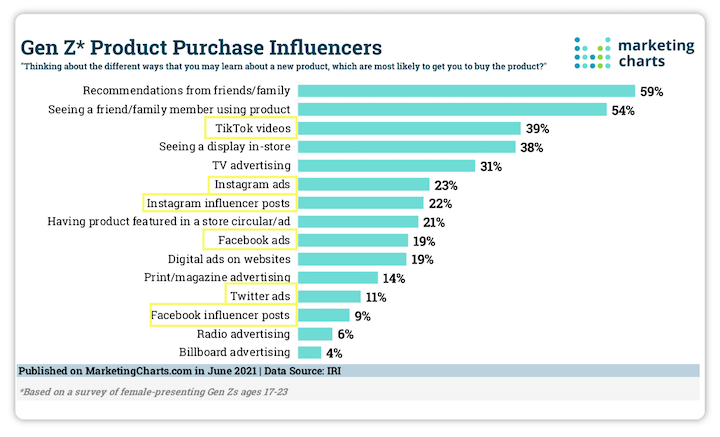 Gen Z* Product Purchase Influencers
"Thinking about the different ways that you may learn about a new product, which are most likely to get you to buy the product?"
marketing
charts
Recommendations from friends/family 59%
Seeing a friend/family member using product 54%
TikTok videos 39%
Seeing a display in-store 38%
TV advertising 31%
Instagram ads 23%
Instagram influencer posts 22%
Having product featured in a store circular/ad 21%
Facebook ads 19%
Digital ads on websites 19%
Print/magazine advertising 14%
Twitter ads 11%
Facebook influencer posts 9%
Radio advertising 6%
Billboard advertising 4%
Published on MarketingCharts.com in June 2021 | Data Source: IRI
*Based on a survey of female-presenting Gen Zs ages 17-23